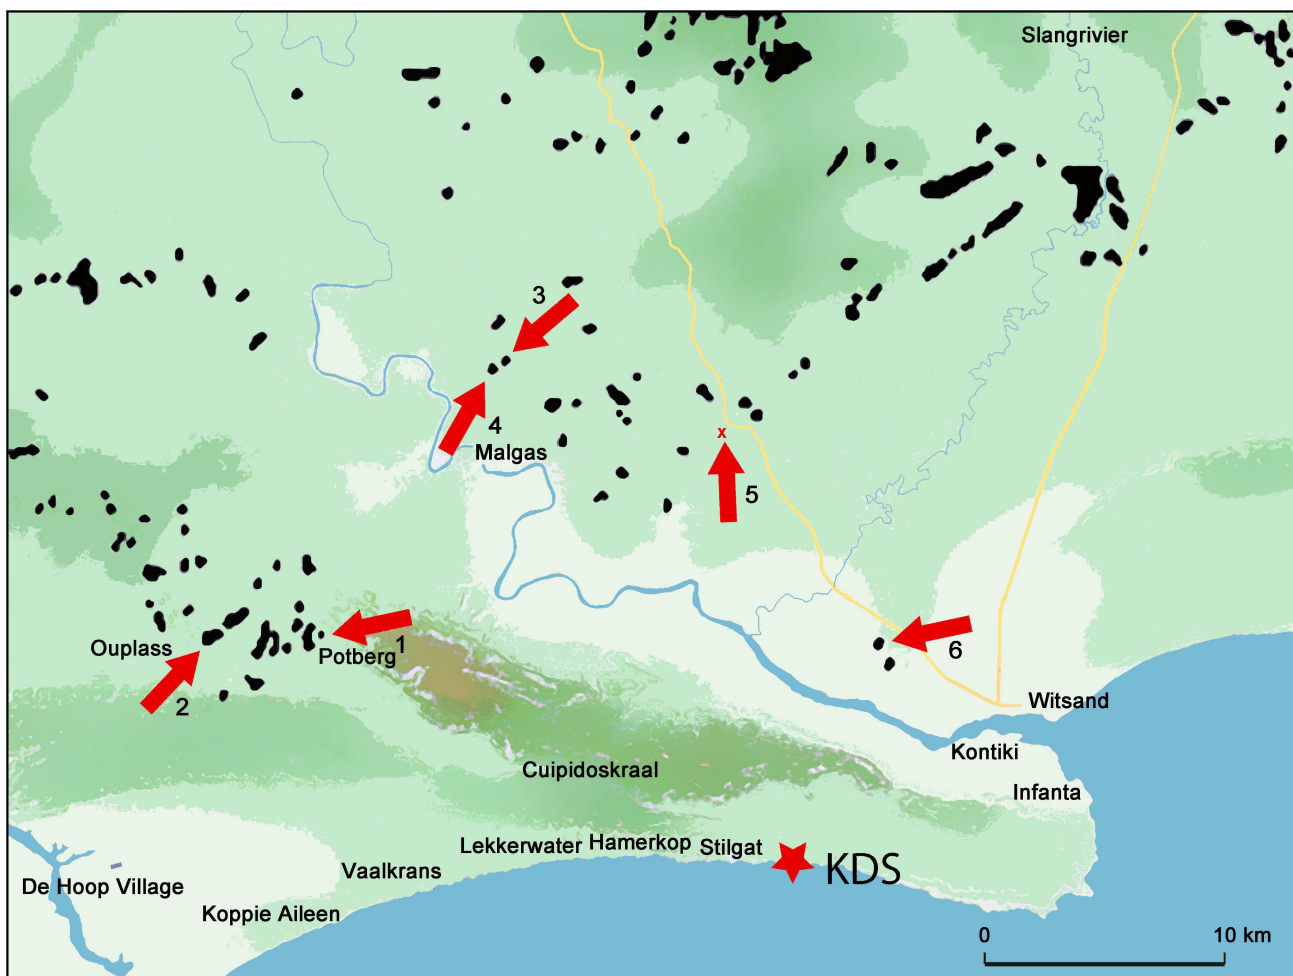 Slangrivier
3
4
Malgas
x
5
Ouplass
1
Potberg
2
6
Witsand
Kontiki
Cuipidoskraal
Infanta
Lekkerwater
Hamerkop
Stilgat
KDS
Vaalkrans
De Hoop Village
Koppie Aileen
0
10 km